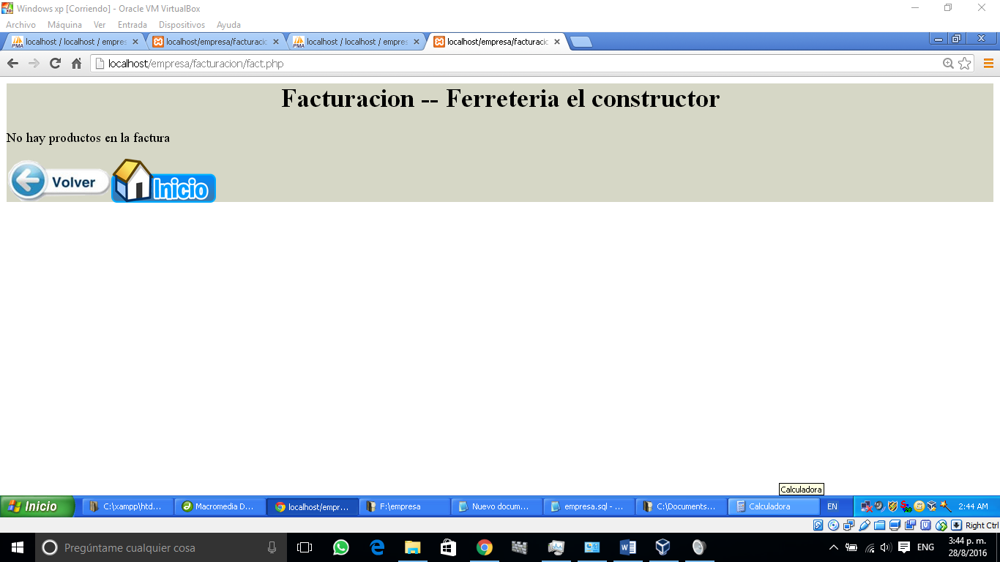 Windows xp [Corriendo] - Oracle VM VirtualBox
Archivo Máquina Ver Entrada Dispositivos Ayuda
localhost / localhost / empres
localhost/empresa/facturacio
localhost / localhost / empres
localhost/empresa/facturacio
localhost/empresa/facturacion/fact.php
Facturacion -- Ferreteria el constructor
No hay productos en la factura
Volver
Inicio
Calculadora
Inicio
C:\xampp\htd...
Macromedia D...
localhost/empr...
F:\empresa
Nuevo docum...
empresa.sql - ...
C:\Documents...
Calculadora
EN
2:44 AM
Right Ctrl
Pregúntame cualquier cosa
ENG
3:44 p. m.
28/8/2016